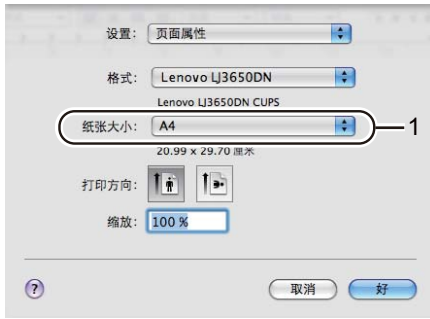 设置： 页面属性
格式： Lenovo LJ3650DN
Lenovo LJ3650DN CUPS
纸张大小： A4 1
20.99 x 29.70 厘米
打印方向：
缩放： 100 %
? 取消 好